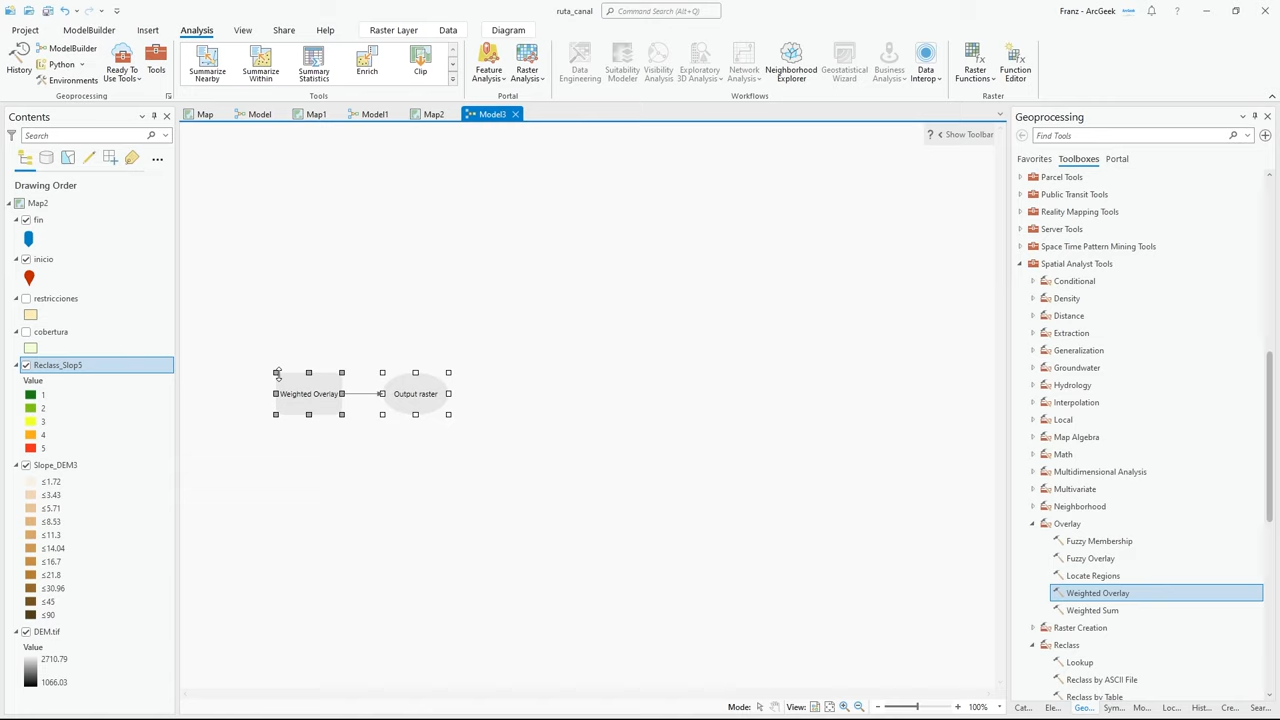 ruta_canal
Command Search (Alt+Q)
Franz - ArcGeek
Project
ModelBuilder
Insert
Analysis
View
Share
Help
Raster Layer
Data
Diagram
History
ModelBuilder
Python
Environments
Ready To Use Tools
Tools
Summarize Nearby
Summarize Within
Summary Statistics
Enrich
Clip
Feature Analysis
Raster Analysis
Data Engineering
Suitability Modeler
Visibility Analysis
Exploratory 3D Analysis
Network Analysis
Neighborhood Explorer
Geostatistical Wizard
Business Analysis
Data Interop
Raster Functions
Function Editor
Geoprocessing
Tools
Portal
Workflows
Raster
Contents
Search
Drawing Order
Map2
fin
inicio
restricciones
cobertura
Reclass_Slop5
Value
1
2
3
4
5
Slope_DEM3
≤1.72
≤3.43
≤5.71
≤8.53
≤11.3
≤14.04
≤16.7
≤21.8
≤30.96
≤45
≤90
DEM.tif
Value
2710.79
1066.03
Map
Model
Map1
Model1
Map2
Model3
? Show Toolbar
Weighted Overlay
Output raster
Mode:
View:
100%
Geoprocessing
Find Tools
Favorites
Toolboxes
Portal
Parcel Tools
Public Transit Tools
Reality Mapping Tools
Server Tools
Space Time Pattern Mining Tools
Spatial Analyst Tools
Conditional
Density
Distance
Extraction
Generalization
Groundwater
Hydrology
Interpolation
Local
Map Algebra
Math
Multidimensional Analysis
Multivariate
Neighborhood
Overlay
Fuzzy Membership
Fuzzy Overlay
Locate Regions
Weighted Overlay
Weighted Sum
Raster Creation
Reclass
Lookup
Reclass by ASCII File
Reclass by Table
Cat... Ele... Geo... Sym... Mo... Loc... Hist... Cre... Sear...